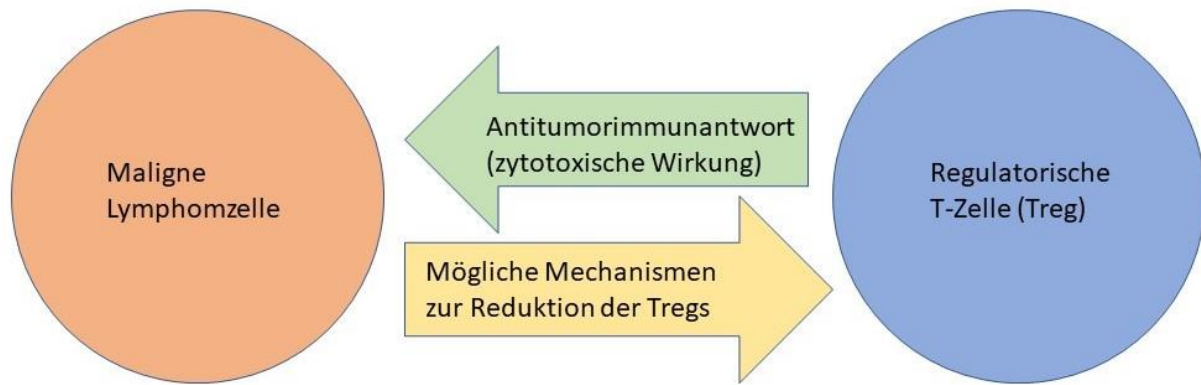 Maligne
Lymphomzelle
Antitumorimmunantwort
(zytotoxische Wirkung)
Mögliche Mechanismen
zur Reduktion der Tregs
Regulatorische
T-Zelle (Treg)